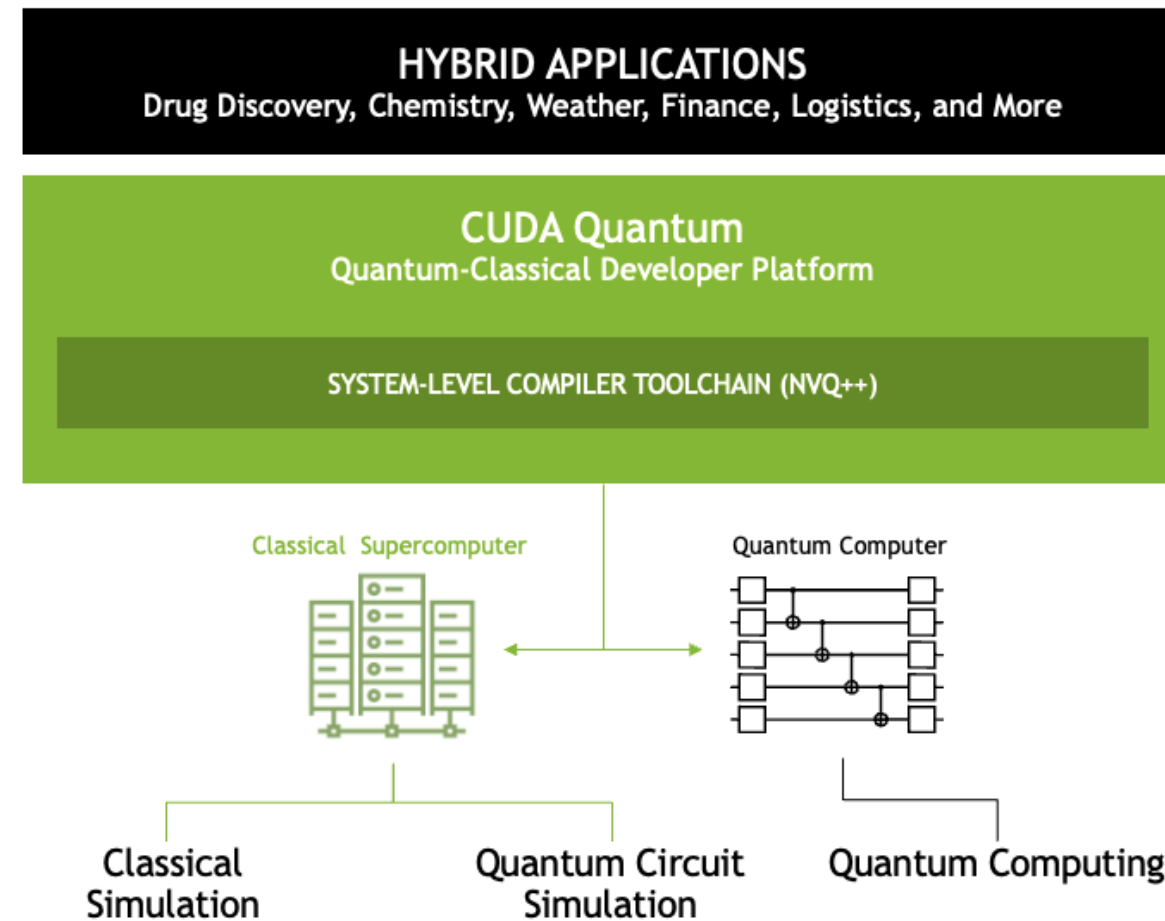 HYBRID APPLICATIONS
Drug Discovery, Chemistry, Weather, Finance, Logistics, and More
CUDA Quantum
Quantum-Classical Developer Platform
SYSTEM-LEVEL COMPILER TOOLCHAIN (NVQ++)
Classical Supercomputer
Quantum Computer
Classical
Simulation
Quantum Circuit
Simulation
Quantum Computing